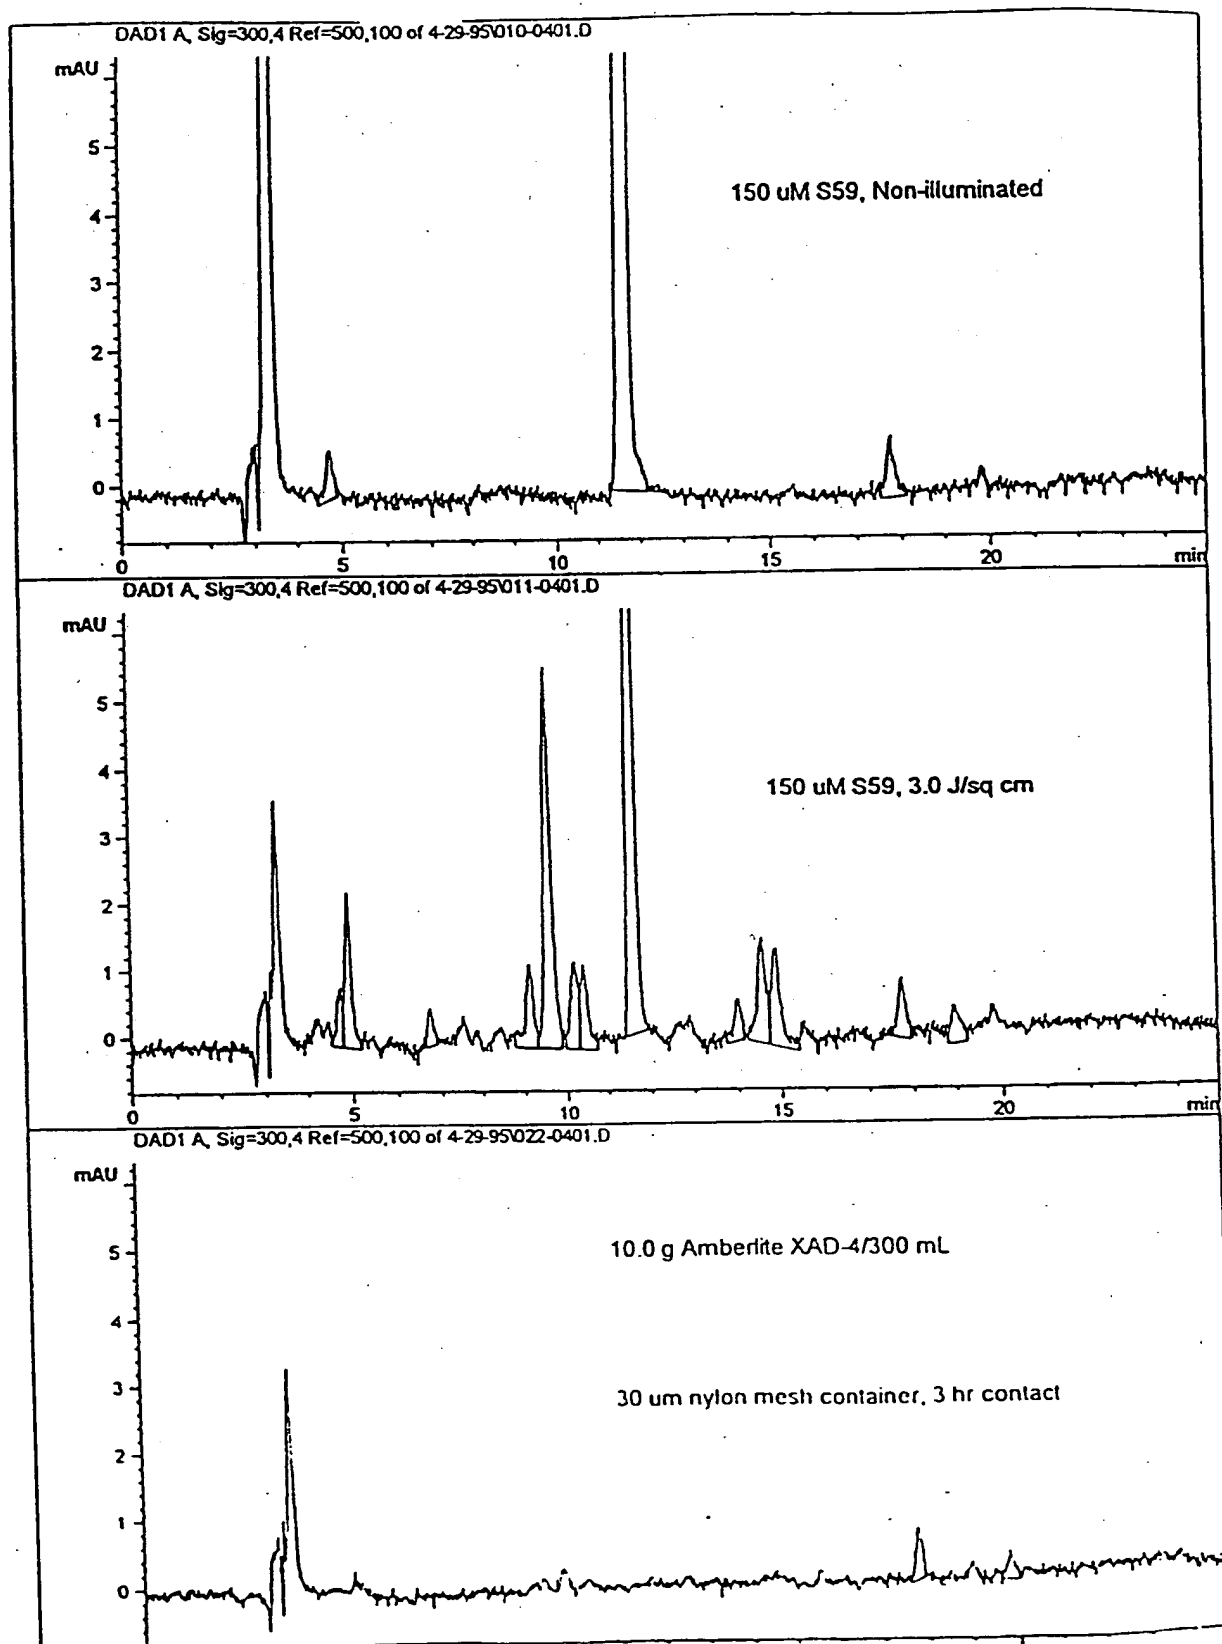 DAD1 A, Sig=300,4 Ref=500,100 of 4-29-95\010-0401.D
mAU
5
4
3
2
1
0
150 uM S59, Non-illuminated
0 5 10 15 20 min
DAD1 A, Sig=300,4 Ref=500,100 of 4-29-95\011-0401.D
mAU
5
4
3
2
1
0
150 uM S59, 3.0 J/sq cm
0 5 10 15 20 min
DAD1 A, Sig=300,4 Ref=500,100 of 4-29-95\022-0401.D
mAU
5
4
3
2
1
0
10.0 g Amberlite XAD-4/300 mL
30 um nylon mesh container, 3 hr contact